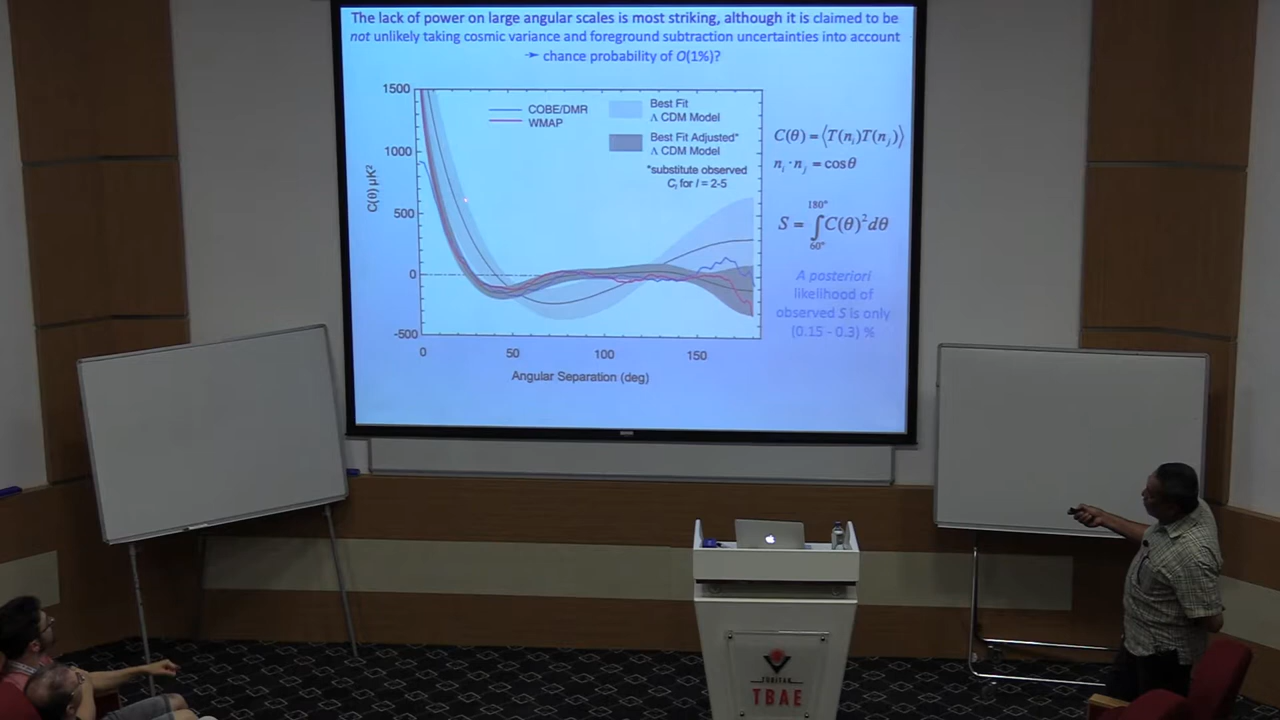 The lack of power on large angular scales is most striking, although it is claimed to be
not unlikely taking cosmic variance and foreground subtraction uncertainties into account
➛ chance probability of O(1%)?
1500
1000
500
0
-500
C(θ) μK²
COBE/DMR
WMAP
Best Fit
Λ CDM Model
Best Fit Adjusted*
Λ CDM Model
*substitute observed
Cₗ for l = 2-5
0
50
100
150
Angular Separation (deg)
C(θ) = ⟨T(nᵢ)T(nⱼ)⟩
nᵢ · nⱼ = cosθ
180°
S = ∫C(θ)²dθ
60°
A posteriori
likelihood of
observed S is only
(0.15 - 0.3) %
TÜBİTAK
TBAE